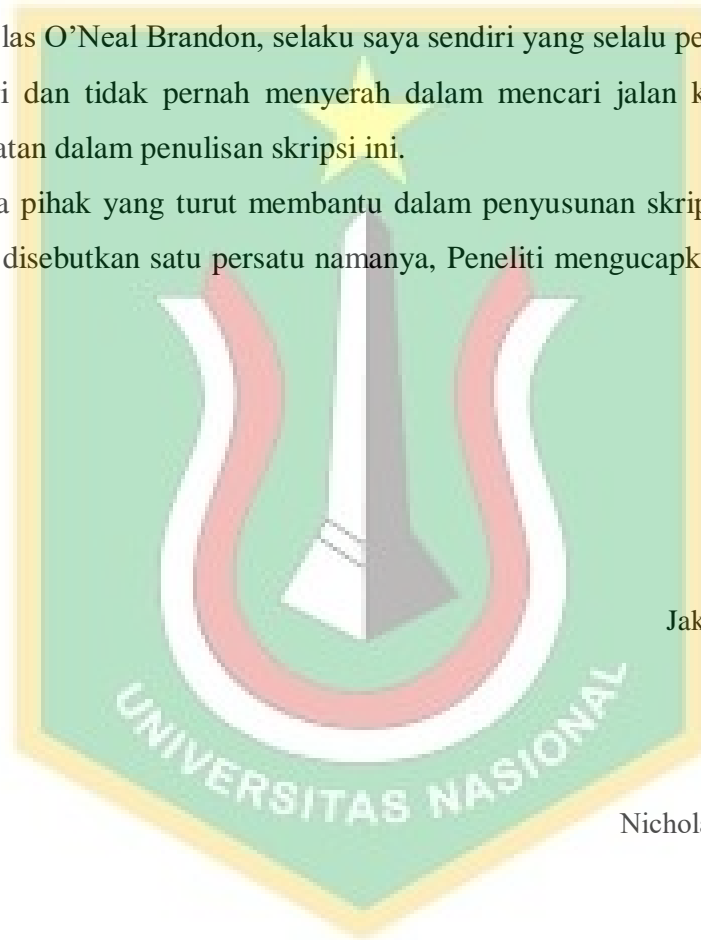 las O’Neal Brandon, selaku saya sendiri yang selalu pe
i dan tidak pernah menyerah dalam mencari jalan k
atan dalam penulisan skripsi ini.
a pihak yang turut membantu dalam penyusunan skrip
disebutkan satu persatu namanya, Peneliti mengucapk
Jak
UNIVERSITAS NASIONAL
Nichola